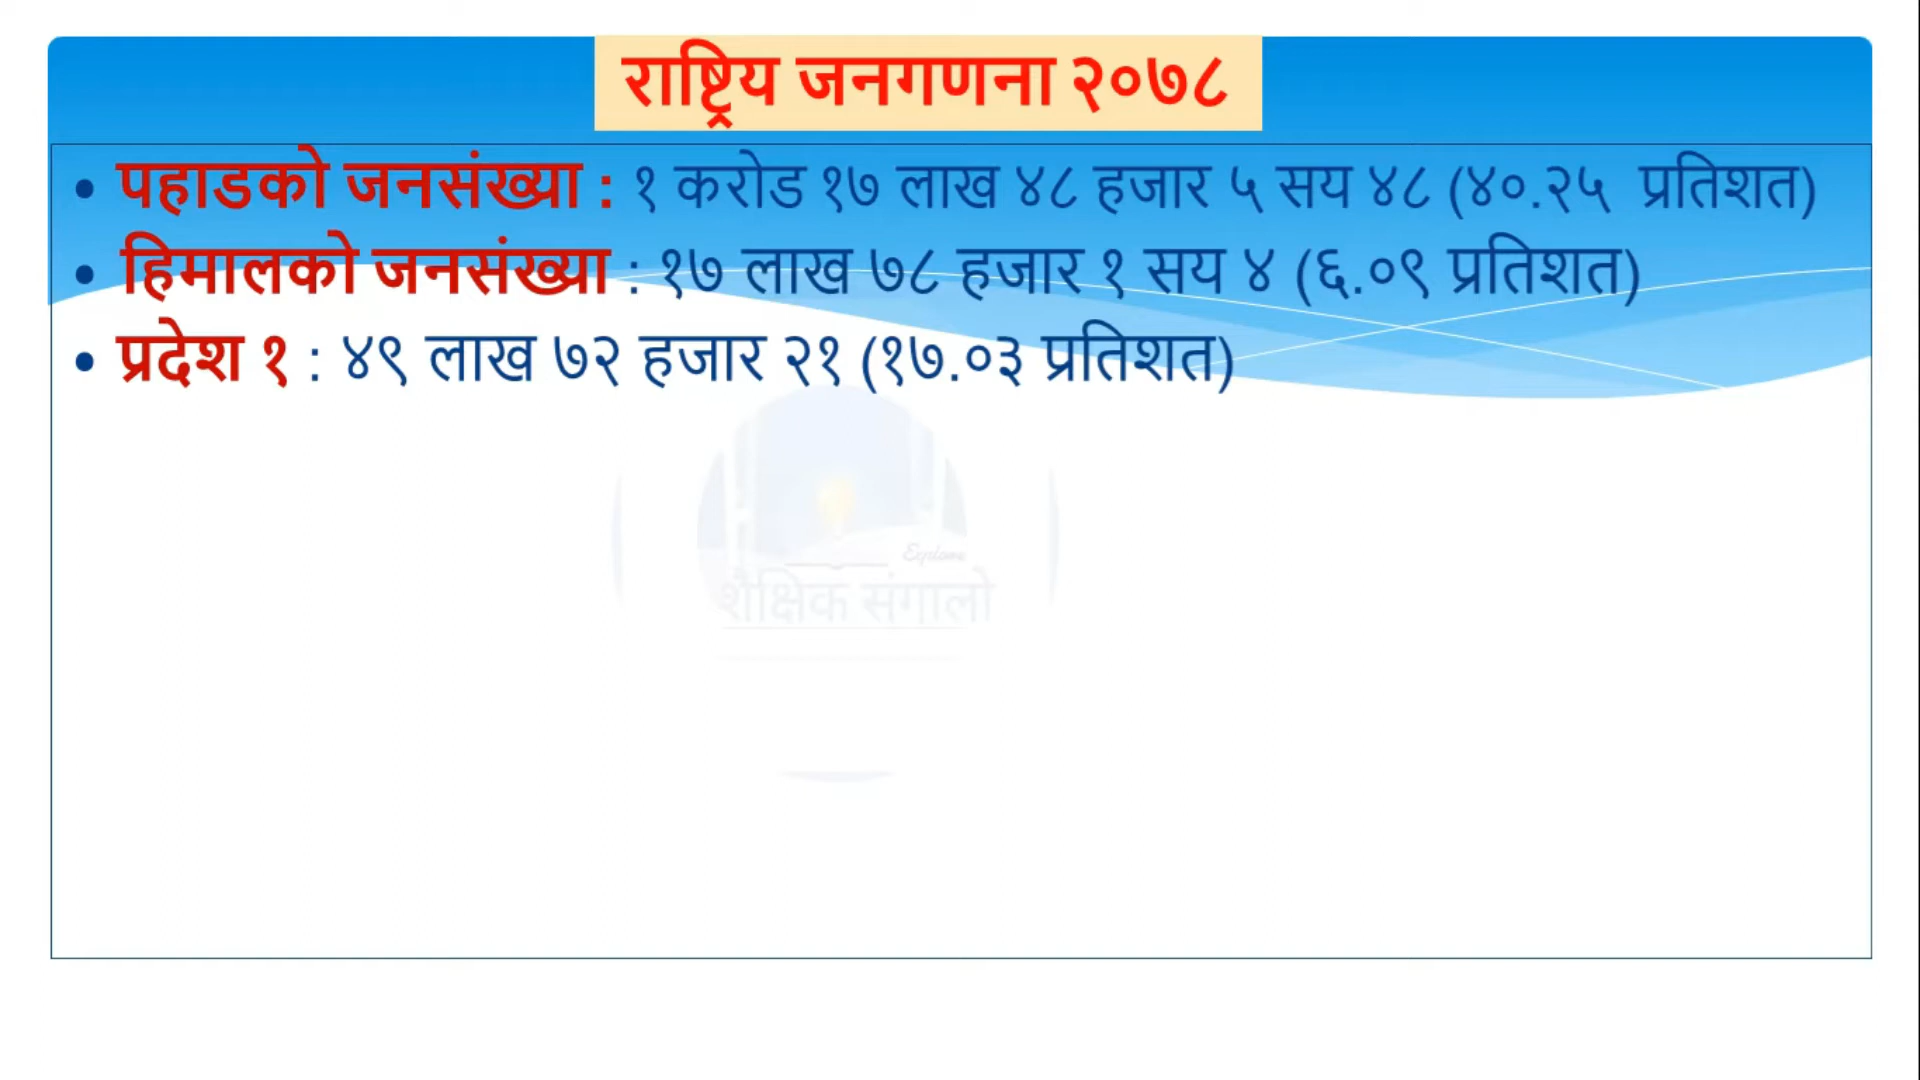 राष्ट्रिय जनगणना २०७८
• पहाडको जनसंख्या : १ करोड १७ लाख ४८ हजार ५ सय ४८ (४०.२५ प्रतिशत)
• हिमालको जनसंख्या : १७ लाख ७८ हजार १ सय ४ (६.०९ प्रतिशत)
• प्रदेश १ : ४९ लाख ७२ हजार २१ (१७.०३ प्रतिशत)
Explore
शैक्षिक संगालो